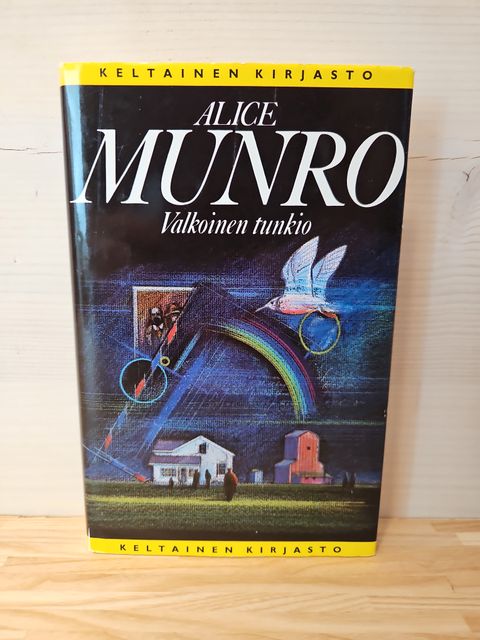 KELTAINEN KIRJASTO
ALICE
MUNRO
Valkoinen tunkio
KELTAINEN KIRJASTO